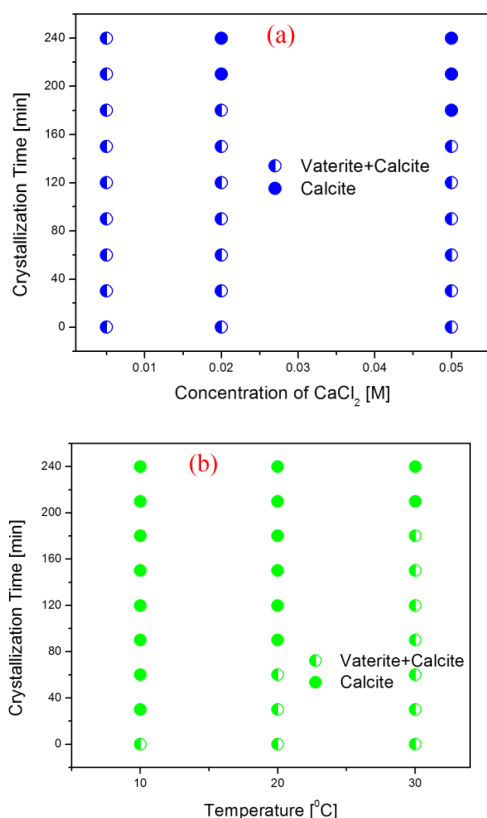 (a)
240
200
160
120
80
40
0
Crystallization Time [min]
Vaterite+Calcite
Calcite
0.01 0.02 0.03 0.04 0.05
Concentration of CaCl₂ [M]
(b)
240
200
160
120
80
40
0
Crystallization Time [min]
Vaterite+Calcite
Calcite
10 20 30
Temperature [⁰C]